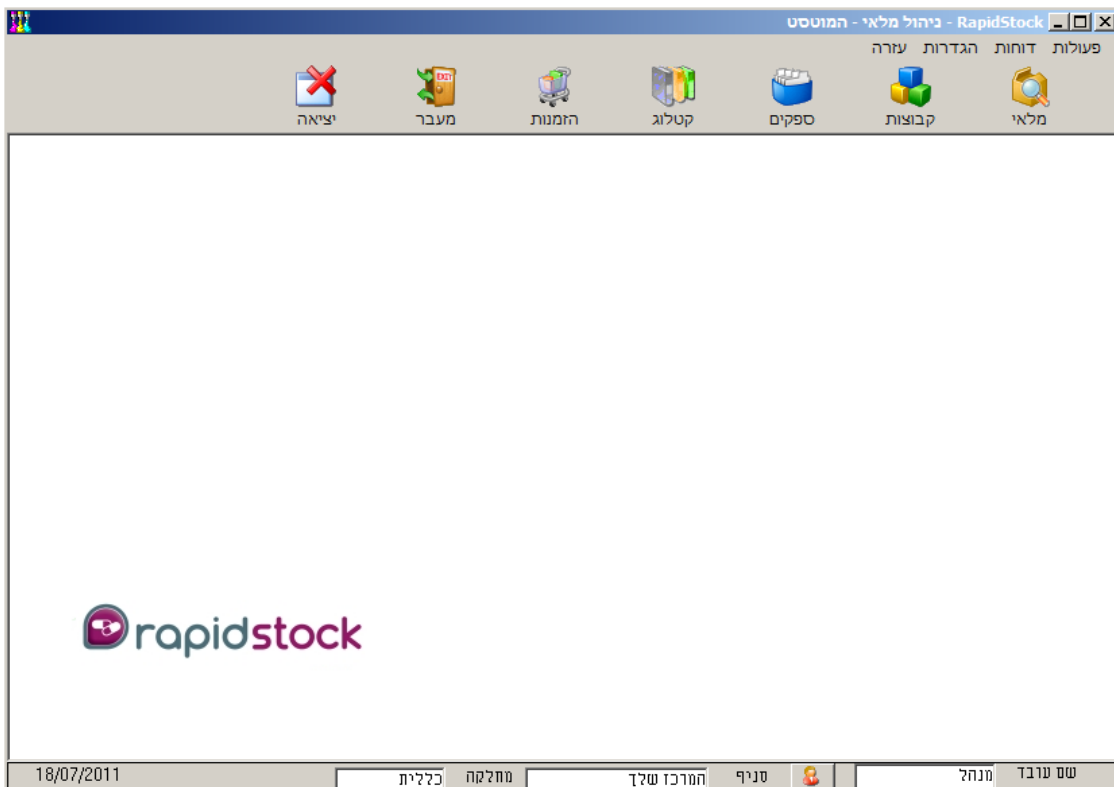 RapidStock - ניהול מלאי - המוטסט
פעולות דוחות הגדרות עזרה
מלאי קבוצות ספקים קטלוג הזמנות EXIT מעבר יציאה
rapidstock
שם עובד מנהל סניף המרכז שלך מחלקה כללית 18/07/2011